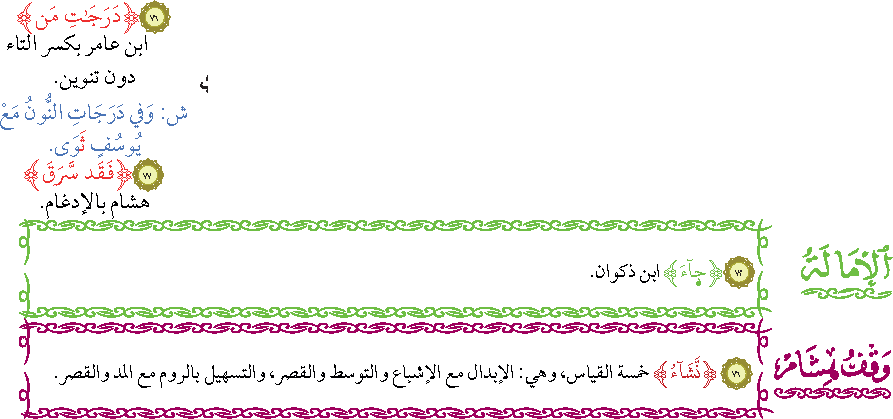 ٧٦ ﴿دَرَجَٰتِ مَن﴾
ابن عامر بكسر التاء
دون تنوين.
ش: وَفِي دَرَجَاتِ النُّونُ مَعْ
يُوسُفٍ ثَوَى.
٧٧ ﴿فَقَد سَّرَقَ﴾
هشام بالإدغام.
الإِمَالَةُ
٧٢ ﴿جِآءَ﴾ ابن ذكوان.
وَقْفُ هِشَامٍ
٧٦ ﴿نَّشَآءُ﴾ خمسة القياس، وهي: الإبدال مع الإشباع والتوسط والقصر، والتسهيل بالروم مع المد والقصر.